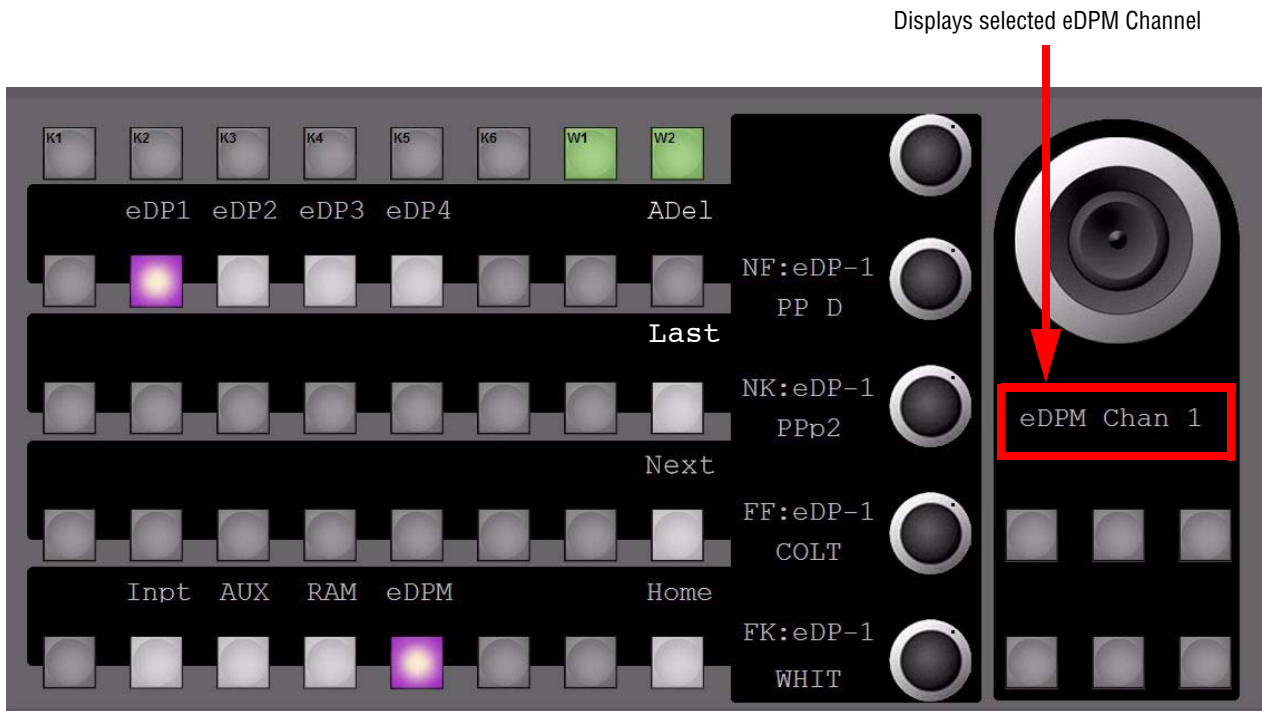 Displays selected eDPM Channel
K1 K2 K3 K4 K5 K6 W1 W2
eDP1 eDP2 eDP3 eDP4 ADel
NF:eDP-1
PP D
Last
NK:eDP-1
PPp2
eDPM Chan 1
Next
FF:eDP-1
COLT
Inpt AUX RAM eDPM Home
FK:eDP-1
WHIT